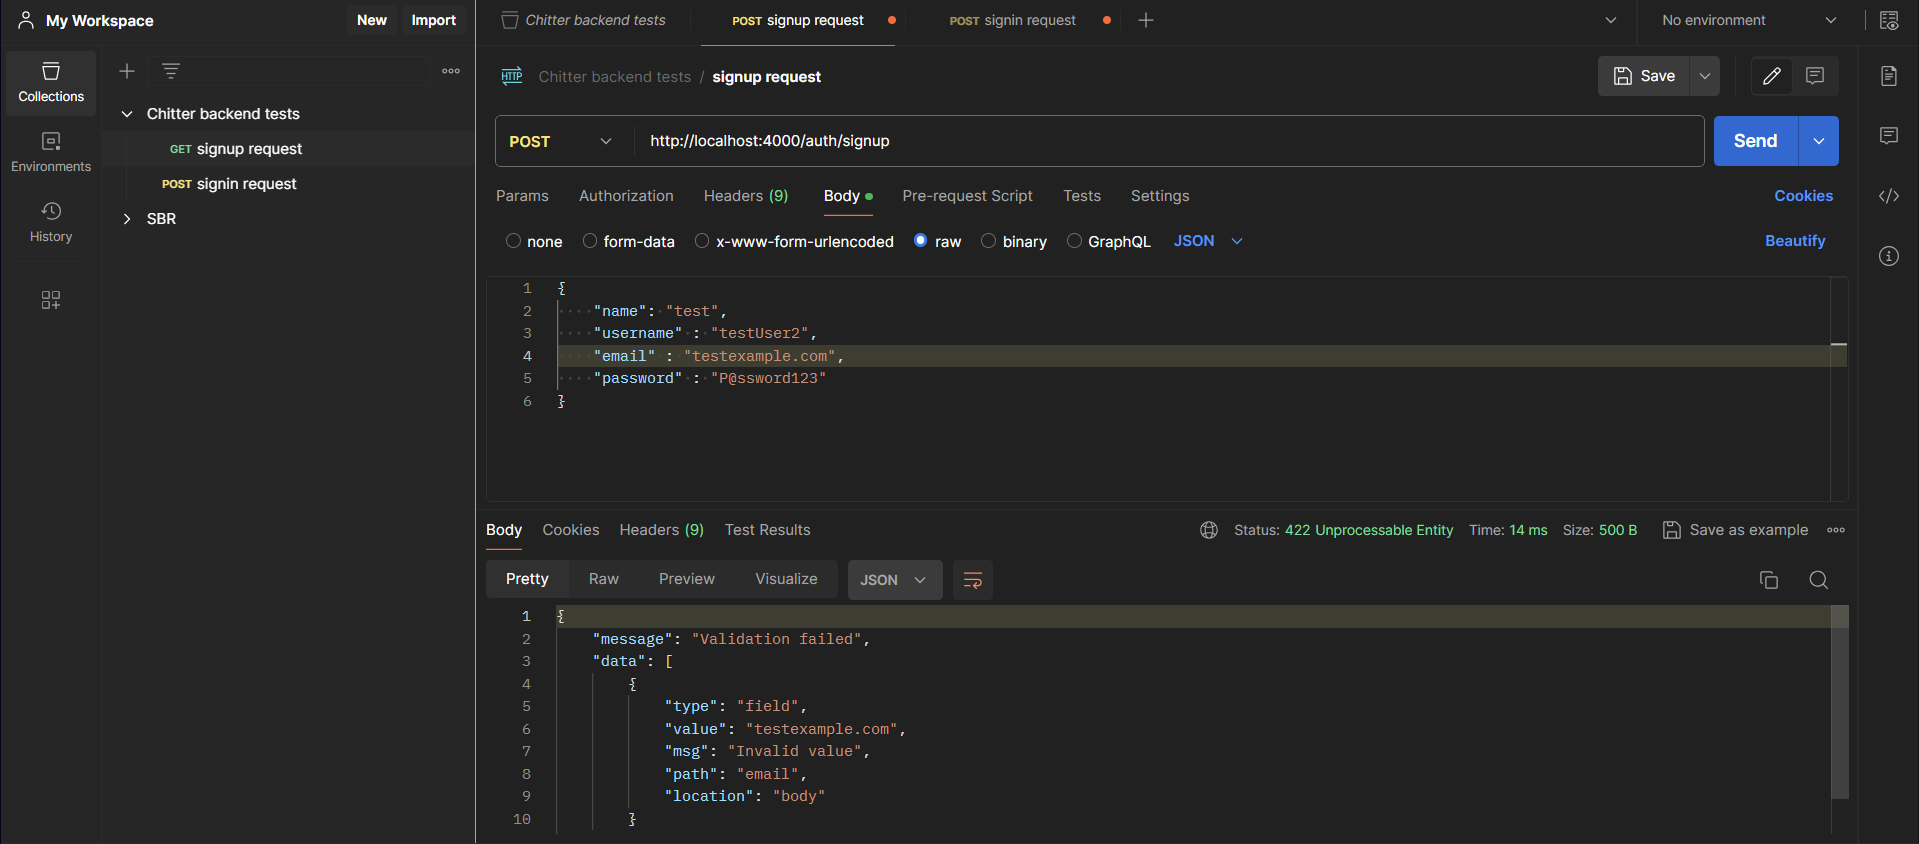 My Workspace
New
Import
Chitter backend tests
POST signup request
POST signin request
No environment
Collections
Environments
History
Chitter backend tests
GET signup request
POST signin request
SBR
HTTP
Chitter backend tests / signup request
Save
POST
http://localhost:4000/auth/signup
Send
Params
Authorization
Headers (9)
Body
Pre-request Script
Tests
Settings
Cookies
none
form-data
x-www-form-urlencoded
raw
binary
GraphQL
JSON
Beautify
1 {
2 "name": "test",
3 "username" : "testUser2",
4 "email" : "testexample.com",
5 "password" : "P@ssword123"
6 }
Body
Cookies
Headers (9)
Test Results
Status: 422 Unprocessable Entity
Time: 14 ms
Size: 500 B
Save as example
Pretty
Raw
Preview
Visualize
JSON
1 {
2 "message": "Validation failed",
3 "data": [
4 {
5 "type": "field",
6 "value": "testexample.com",
7 "msg": "Invalid value",
8 "path": "email",
9 "location": "body"
10 }